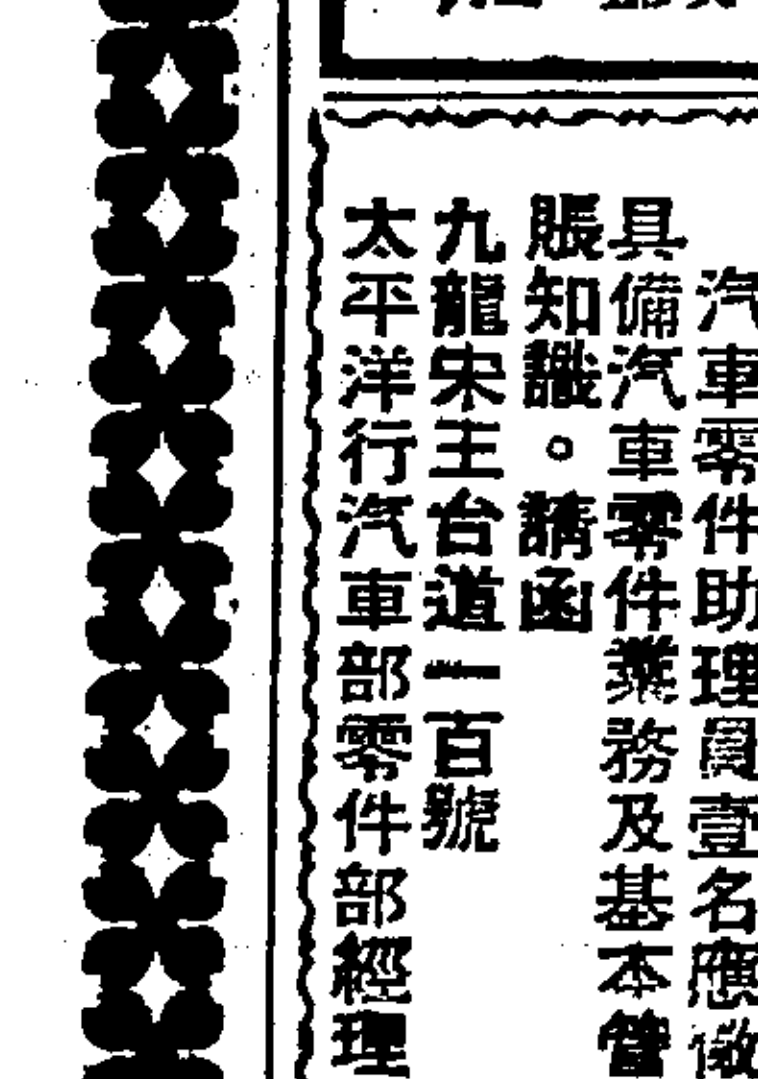 汽車零件助理員壹名應徵
具備汽車零件業務及基本管
賬知識。請函
九龍宋王台道一百號
太平洋行汽車部零件部經理